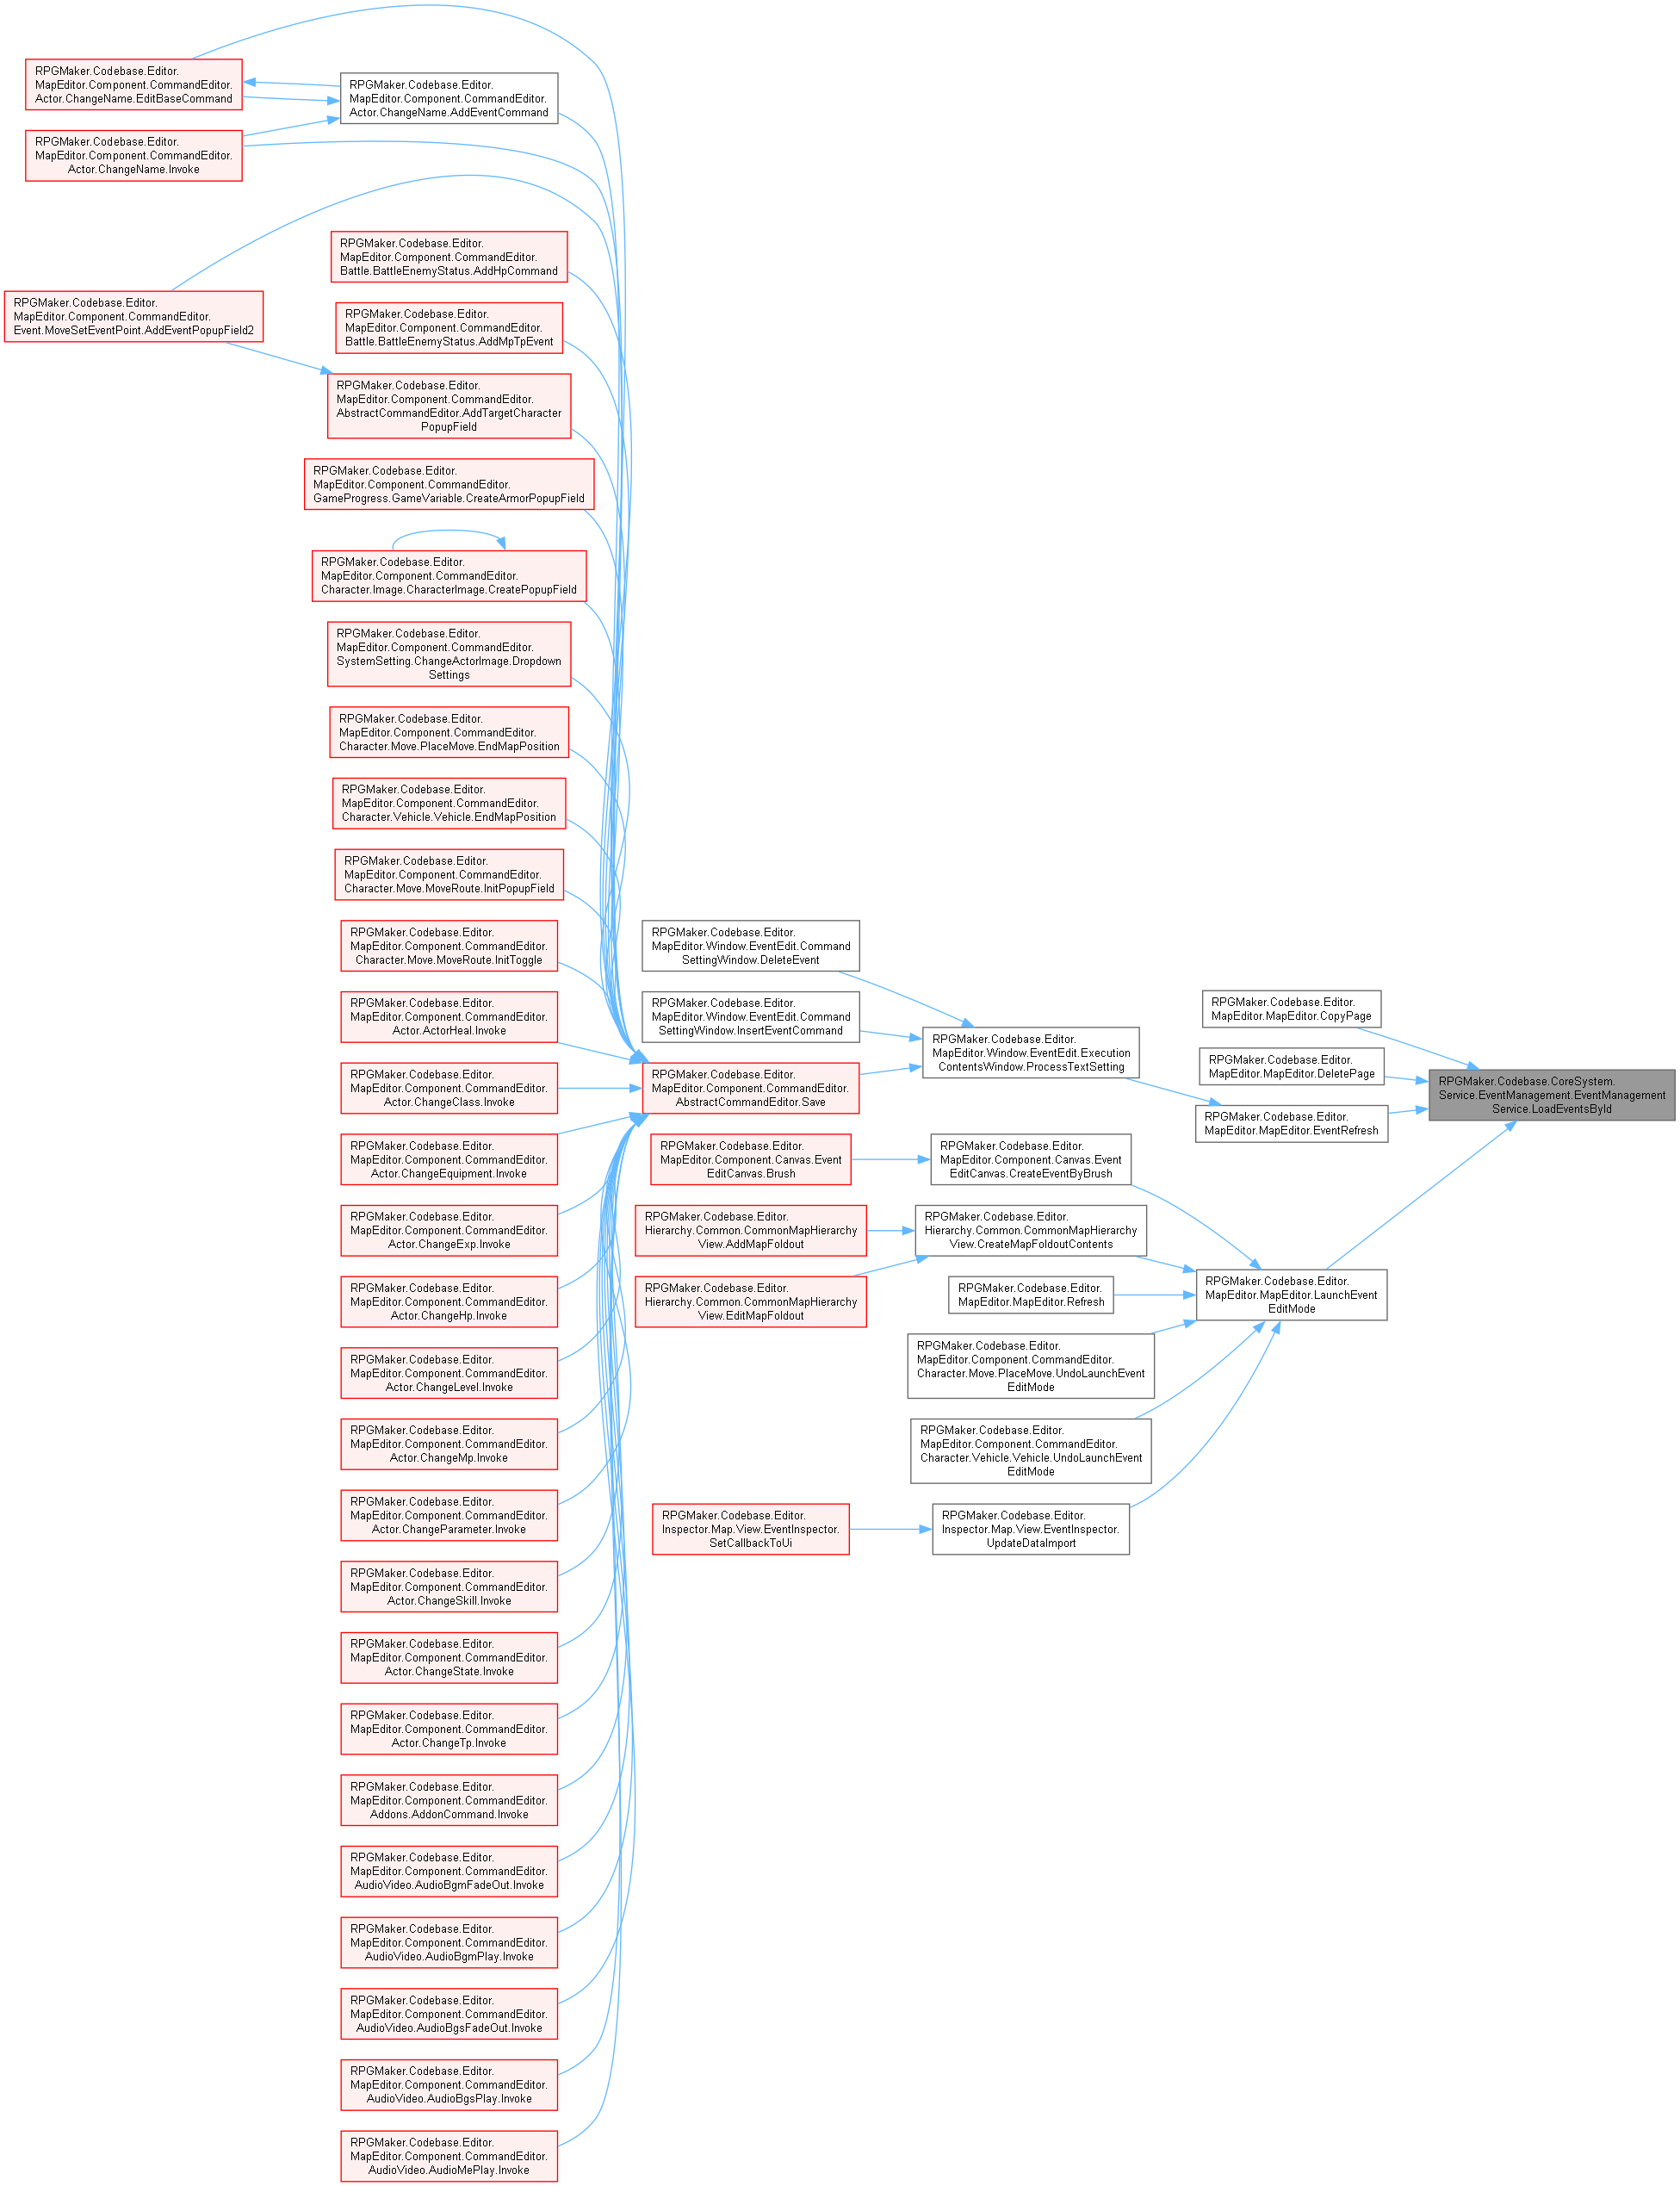 RPGMaker.Codebase.Editor.
MapEditor.Component.CommandEditor.
Actor.ChangeName.EditBaseCommand
RPGMaker.Codebase.Editor.
MapEditor.Component.CommandEditor.
Actor.ChangeName.AddEventCommand
RPGMaker.Codebase.Editor.
MapEditor.Component.CommandEditor.
Actor.ChangeName.Invoke
RPGMaker.Codebase.Editor.
MapEditor.Component.CommandEditor.
Battle.BattleEnemyStatus.AddHpCommand
RPGMaker.Codebase.Editor.
MapEditor.Component.CommandEditor.
Event.MoveSetEventPoint.AddEventPopupField2
RPGMaker.Codebase.Editor.
MapEditor.Component.CommandEditor.
Battle.BattleEnemyStatus.AddMpTpEvent
RPGMaker.Codebase.Editor.
MapEditor.Component.CommandEditor.
AbstractCommandEditor.AddTargetCharacter
PopupField
RPGMaker.Codebase.Editor.
MapEditor.Component.CommandEditor.
GameProgress.GameVariable.CreateArmorPopupField
RPGMaker.Codebase.Editor.
MapEditor.Component.CommandEditor.
Character.Image.CharacterImage.CreatePopupField
RPGMaker.Codebase.Editor.
MapEditor.Component.CommandEditor.
SystemSetting.ChangeActorImage.Dropdown
Settings
RPGMaker.Codebase.Editor.
MapEditor.Component.CommandEditor.
Character.Move.PlaceMove.EndMapPosition
RPGMaker.Codebase.Editor.
MapEditor.Component.CommandEditor.
Character.Vehicle.Vehicle.EndMapPosition
RPGMaker.Codebase.Editor.
MapEditor.Component.CommandEditor.
Character.Move.MoveRoute.InitPopupField
RPGMaker.Codebase.Editor.
MapEditor.Component.CommandEditor.
Character.Move.MoveRoute.InitToggle
RPGMaker.Codebase.Editor.
MapEditor.Component.CommandEditor.
Actor.ActorHeal.Invoke
RPGMaker.Codebase.Editor.
MapEditor.Component.CommandEditor.
Actor.ChangeClass.Invoke
RPGMaker.Codebase.Editor.
MapEditor.Component.CommandEditor.
Actor.ChangeEquipment.Invoke
RPGMaker.Codebase.Editor.
MapEditor.Component.CommandEditor.
Actor.ChangeExp.Invoke
RPGMaker.Codebase.Editor.
MapEditor.Component.CommandEditor.
Actor.ChangeHp.Invoke
RPGMaker.Codebase.Editor.
MapEditor.Component.CommandEditor.
Actor.ChangeLevel.Invoke
RPGMaker.Codebase.Editor.
MapEditor.Component.CommandEditor.
Actor.ChangeMp.Invoke
RPGMaker.Codebase.Editor.
MapEditor.Component.CommandEditor.
Actor.ChangeParameter.Invoke
RPGMaker.Codebase.Editor.
MapEditor.Component.CommandEditor.
Actor.ChangeSkill.Invoke
RPGMaker.Codebase.Editor.
MapEditor.Component.CommandEditor.
Actor.ChangeState.Invoke
RPGMaker.Codebase.Editor.
MapEditor.Component.CommandEditor.
Actor.ChangeTp.Invoke
RPGMaker.Codebase.Editor.
MapEditor.Component.CommandEditor.
Addons.AddonCommand.Invoke
RPGMaker.Codebase.Editor.
MapEditor.Component.CommandEditor.
AudioVideo.AudioBgmFadeOut.Invoke
RPGMaker.Codebase.Editor.
MapEditor.Component.CommandEditor.
AudioVideo.AudioBgmPlay.Invoke
RPGMaker.Codebase.Editor.
MapEditor.Component.CommandEditor.
AudioVideo.AudioBgsFadeOut.Invoke
RPGMaker.Codebase.Editor.
MapEditor.Component.CommandEditor.
AudioVideo.AudioBgsPlay.Invoke
RPGMaker.Codebase.Editor.
MapEditor.Component.CommandEditor.
AudioVideo.AudioMePlay.Invoke
RPGMaker.Codebase.Editor.
MapEditor.Window.EventEdit.Command
SettingWindow.DeleteEvent
RPGMaker.Codebase.Editor.
MapEditor.Window.EventEdit.Command
SettingWindow.InsertEventCommand
RPGMaker.Codebase.Editor.
MapEditor.Component.CommandEditor.
AbstractCommandEditor.Save
RPGMaker.Codebase.Editor.
MapEditor.Component.Canvas.Event
EditCanvas.Brush
RPGMaker.Codebase.Editor.
Hierarchy.Common.CommonMapHierarchy
View.AddMapFoldout
RPGMaker.Codebase.Editor.
Hierarchy.Common.CommonMapHierarchy
View.EditMapFoldout
RPGMaker.Codebase.Editor.
Inspector.Map.View.EventInspector.
SetCallbackToUi
RPGMaker.Codebase.Editor.
MapEditor.Window.EventEdit.Execution
ContentsWindow.ProcessTextSetting
RPGMaker.Codebase.Editor.
MapEditor.Component.Canvas.Event
EditCanvas.CreateEventByBrush
RPGMaker.Codebase.Editor.
Hierarchy.Common.CommonMapHierarchy
View.CreateMapFoldoutContents
RPGMaker.Codebase.Editor.
MapEditor.MapEditor.Refresh
RPGMaker.Codebase.Editor.
MapEditor.Component.CommandEditor.
Character.Move.PlaceMove.UndoLaunchEvent
EditMode
RPGMaker.Codebase.Editor.
MapEditor.Component.CommandEditor.
Character.Vehicle.Vehicle.UndoLaunchEvent
EditMode
RPGMaker.Codebase.Editor.
Inspector.Map.View.EventInspector.
UpdateDataImport
RPGMaker.Codebase.Editor.
MapEditor.MapEditor.CopyPage
RPGMaker.Codebase.Editor.
MapEditor.MapEditor.DeletePage
RPGMaker.Codebase.Editor.
MapEditor.MapEditor.EventRefresh
RPGMaker.Codebase.Editor.
MapEditor.MapEditor.LaunchEvent
EditMode
RPGMaker.Codebase.CoreSystem.
Service.EventManagement.EventManagement
Service.LoadEventsById